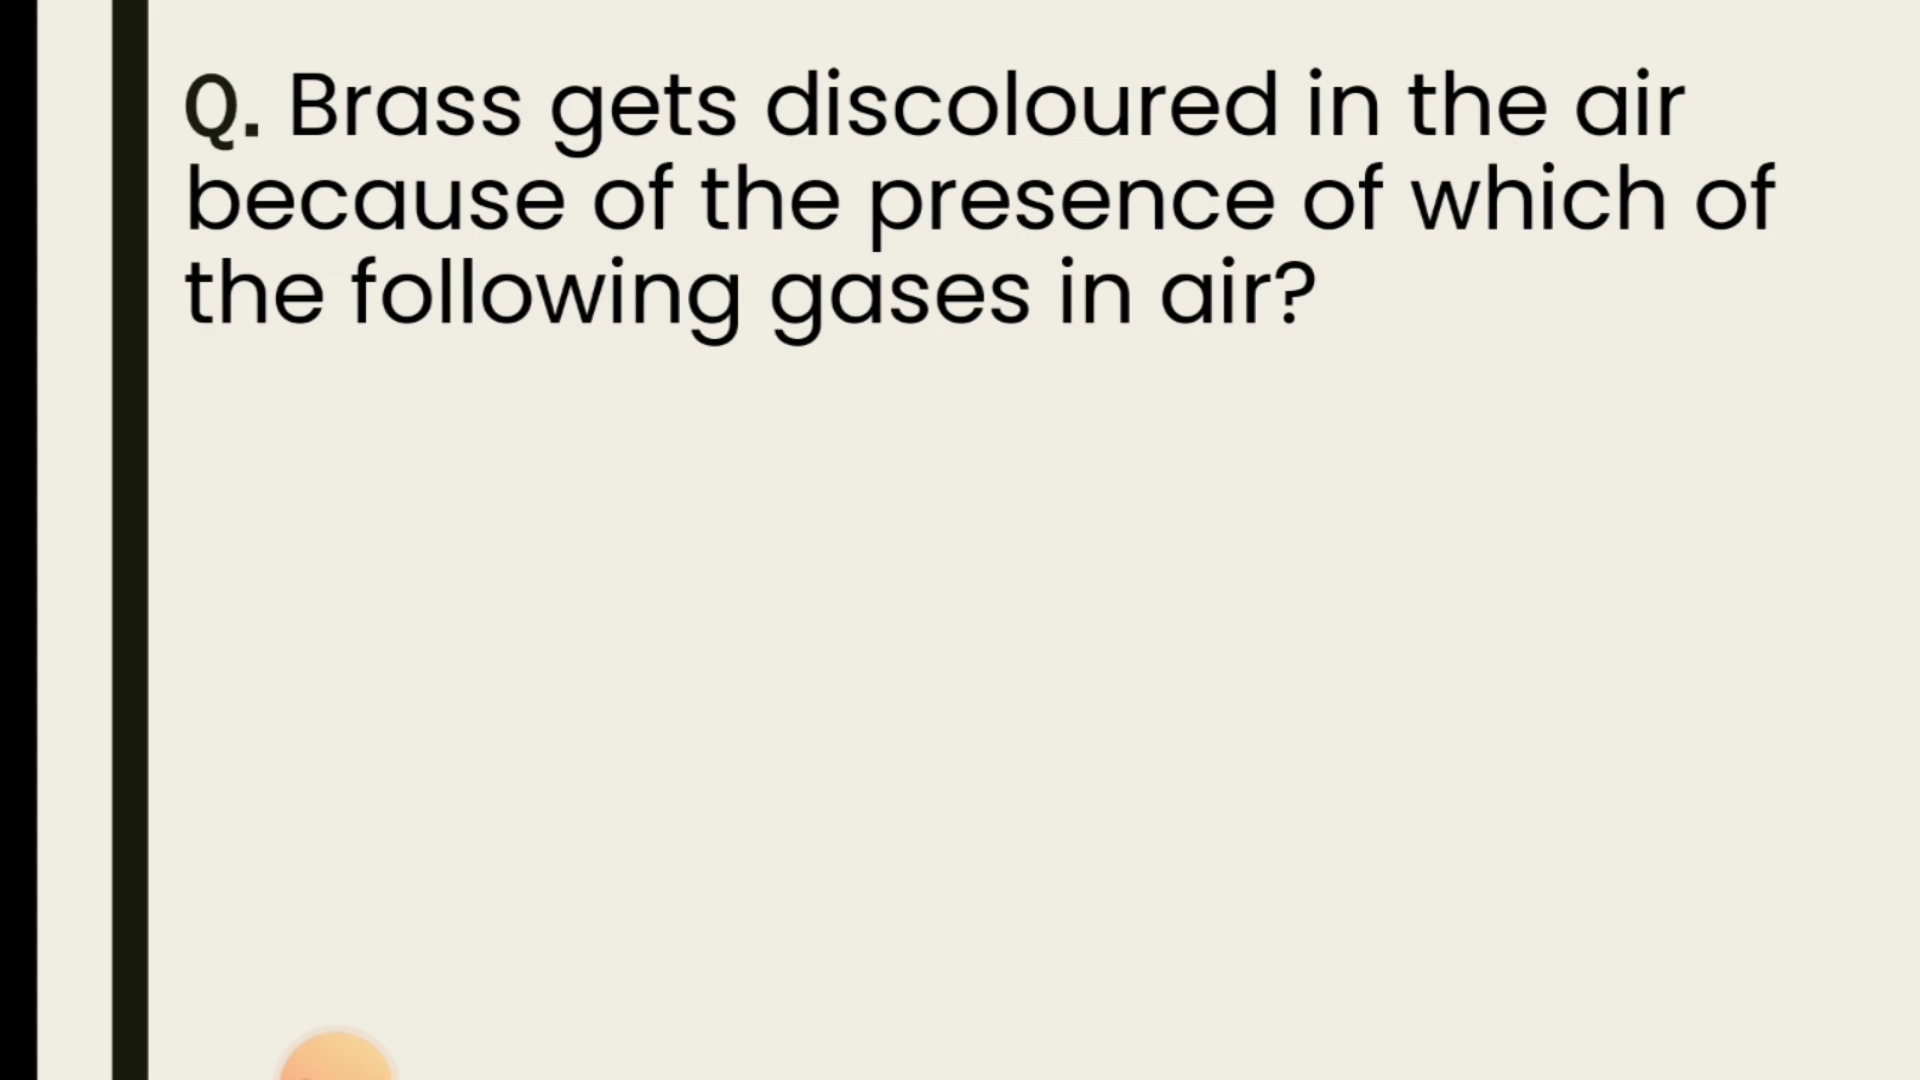 Q. Brass gets discoloured in the air
because of the presence of which of
the following gases in air?